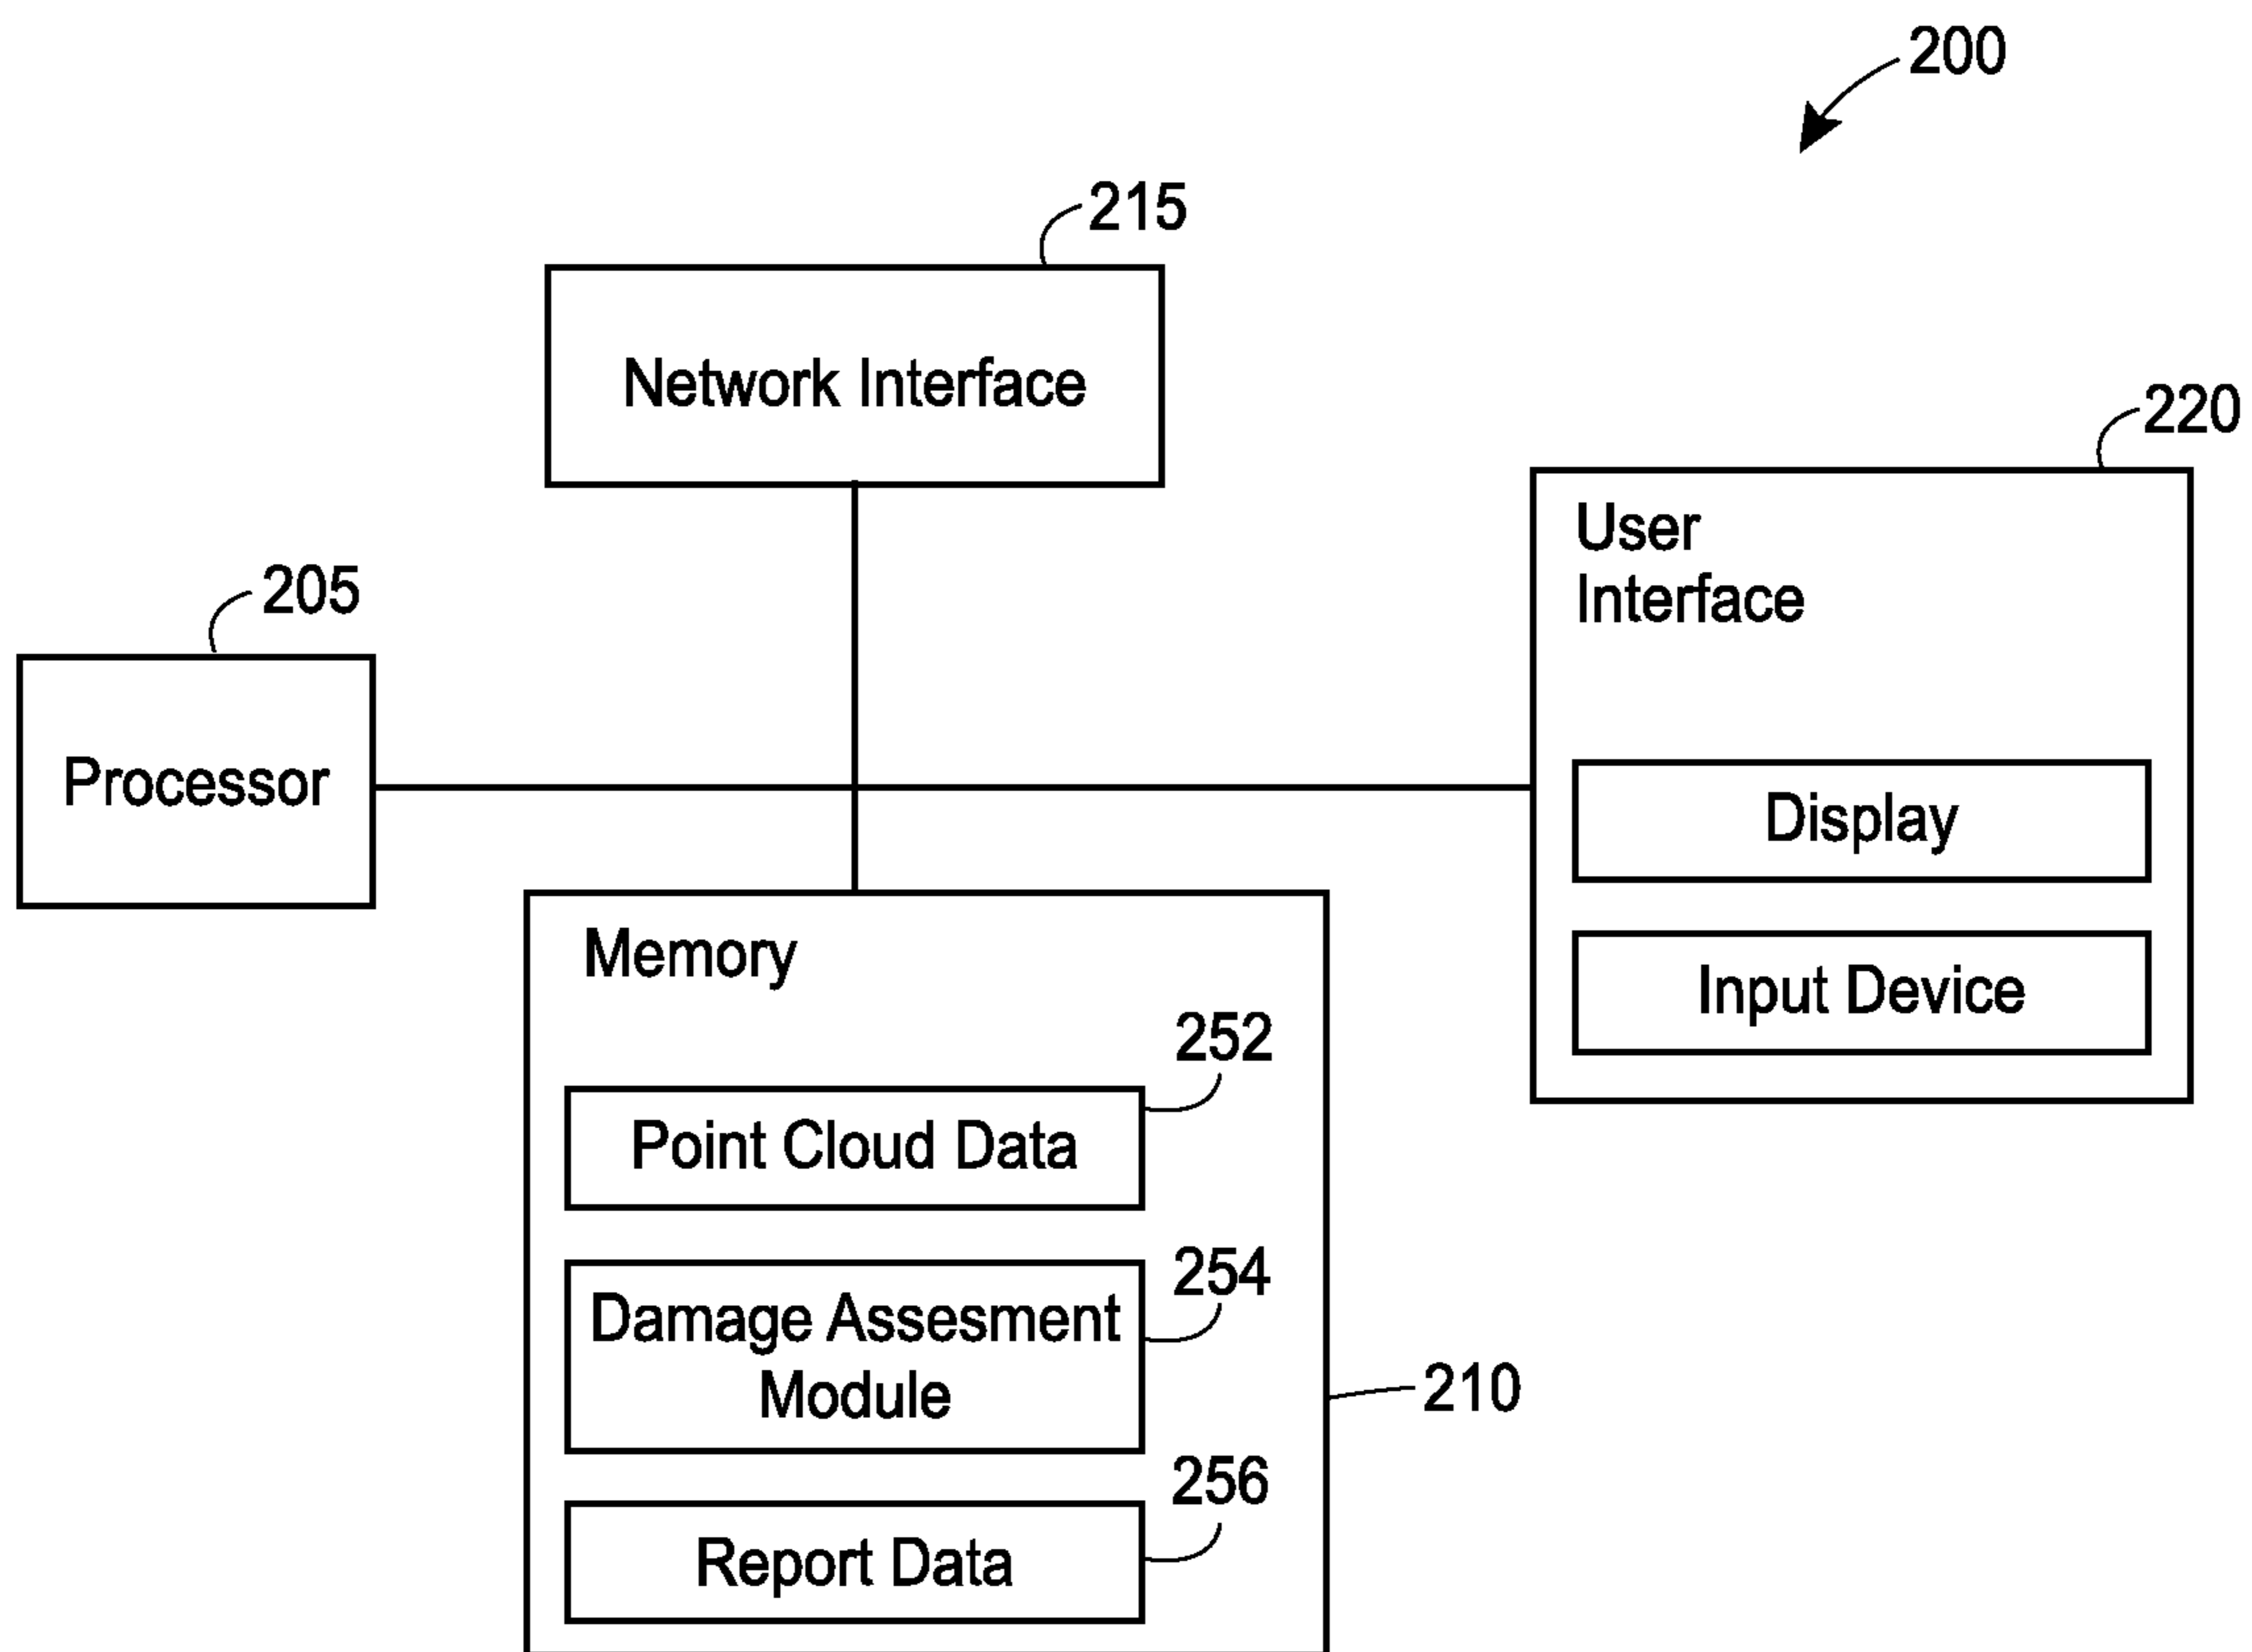 200
215
Network Interface
220
User
Interface
205
Processor
Display
Input Device
Memory
252
Point Cloud Data
254
Damage Assesment
Module
210
256
Report Data